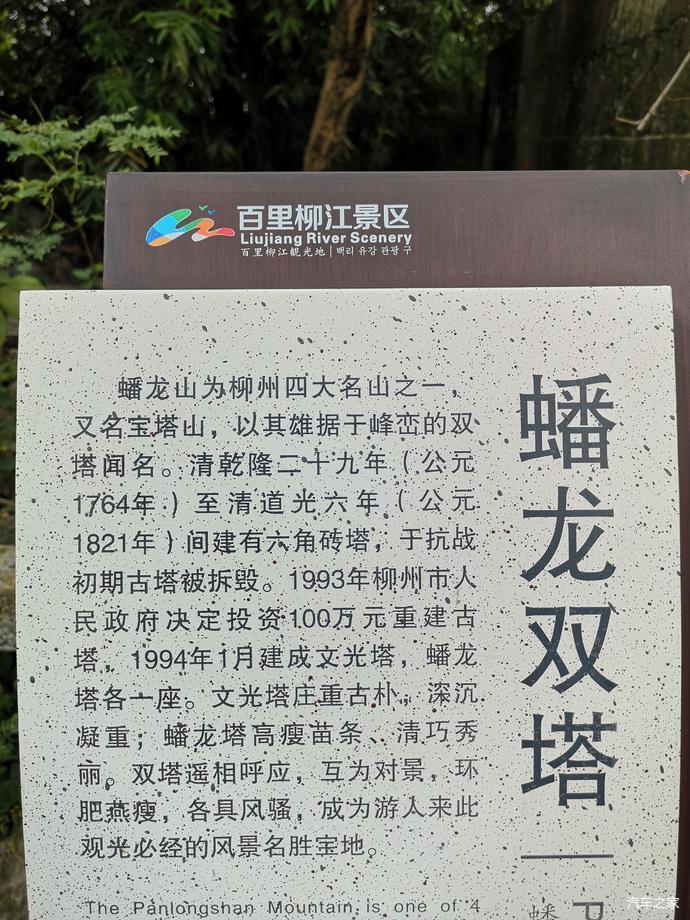 百里柳江景区
Liujiang River Scenery
百里柳江観光地 | 백리 유강 관광 구
蟠龙双塔
蟠龙山为柳州四大名山之一，
又名宝塔山，以其雄据于峰峦的双
塔闻名。清乾隆二十九年（公元
1764年）至清道光六年（公元
1821年）间建有六角砖塔，于抗战
初期古塔被拆毁。1993年柳州市人
民政府决定投资100万元重建古
塔，1994年1月建成文光塔，蟠龙
塔各一座。文光塔庄重古朴，深沉
凝重；蟠龙塔高瘦苗条、清巧秀
丽。双塔遥相呼应，互为对景，环
肥燕瘦，各具风骚，成为游人来此
观光必经的风景名胜宝地。
The Panlongshan Mountain is one of 4
蟠
P
汽车之家